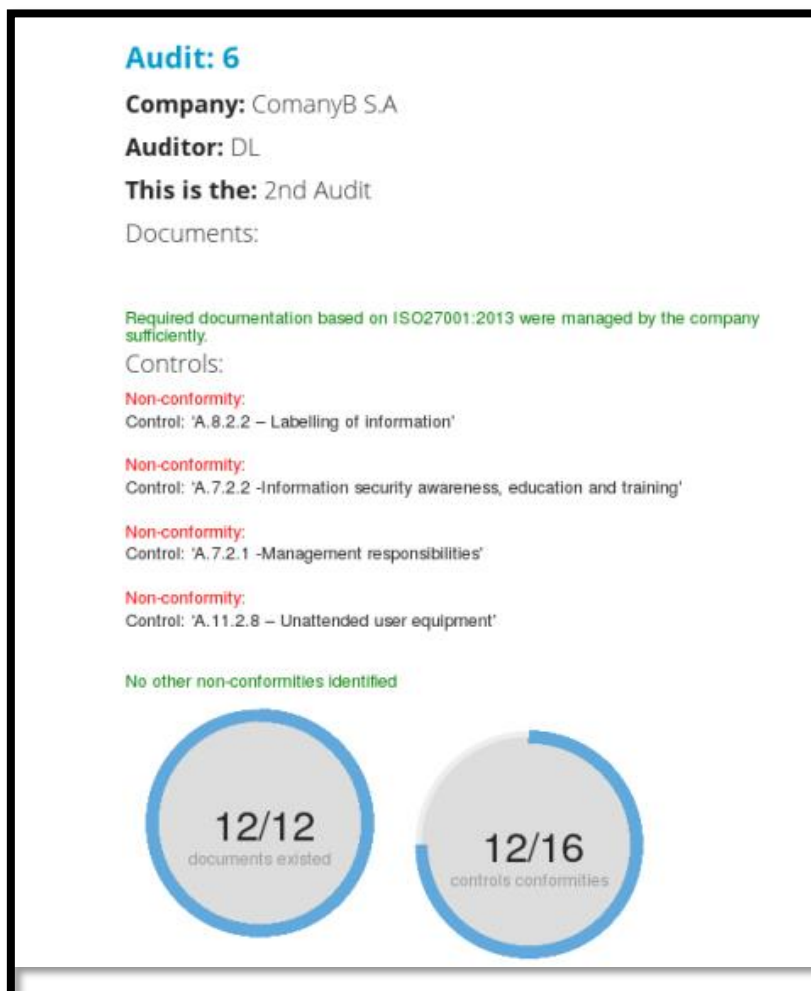 Audit: 6
Company: ComanyB S.A
Auditor: DL
This is the: 2nd Audit
Documents:
Required documentation based on ISO27001:2013 were managed by the company
sufficiently.
Controls:
Non-conformity:
Control: 'A.8.2.2 – Labelling of information'
Non-conformity:
Control: 'A.7.2.2 -Information security awareness, education and training'
Non-conformity:
Control: 'A.7.2.1 -Management responsibilities'
Non-conformity:
Control: 'A.11.2.8 – Unattended user equipment'
No other non-conformities identified
12/12
documents existed
12/16
controls conformities